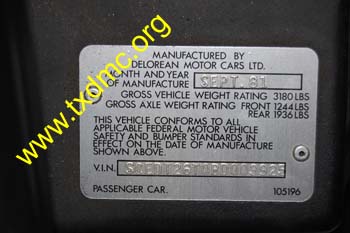 MANUFACTURED BY
DELOREAN MOTOR CARS LTD.
MONTH AND YEAR
OF MANUFACTURE SEPT. 81
GROSS VEHICLE WEIGHT RATING 3180 LBS
GROSS AXLE WEIGHT RATING FRONT 1244 LBS
REAR 1936 LBS
THIS VEHICLE CONFORMS TO ALL
APPLICABLE FEDERAL MOTOR VEHICLE
SAFETY AND BUMPER STANDARDS IN
EFFECT ON THE DATE OF MANUFACTURE
SHOWN ABOVE.
V.I.N.
PASSENGER CAR. 105196
www.txdmc.org